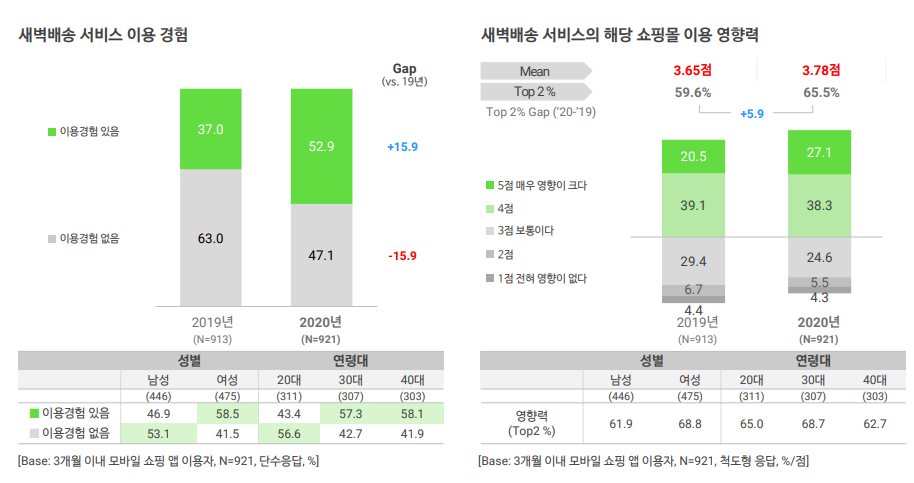 새벽배송 서비스 이용 경험
Gap
(vs. 19년)
이용경험 있음
37.0
52.9
+15.9
이용경험 없음
63.0
47.1
-15.9
2019년
2020년
(N=913)
(N=921)
성별
연령대
남성
여성
20대
30대
40대
(446)
(475)
(311)
(307)
(303)
이용경험 있음 46.9 58.5 43.4 57.3 58.1
이용경험 없음 53.1 41.5 56.6 42.7 41.9
[Base: 3개월 이내 모바일 쇼핑 앱 이용자, N=921, 단수응답, %]
새벽배송 서비스의 해당 쇼핑몰 이용 영향력
Mean 3.65점 3.78점
Top 2 % 59.6% 65.5%
Top 2% Gap ('20-'19) +5.9
20.5
27.1
5점 매우 영향이 크다
4점
39.1
38.3
3점 보통이다
2점
29.4
24.6
1점 전혀 영향이 없다
6.7
5.5
4.4
4.3
2019년
2020년
(N=913)
(N=921)
성별
연령대
남성
여성
20대
30대
40대
(446)
(475)
(311)
(307)
(303)
영향력
(Top2 %)
61.9 68.8 65.0 68.7 62.7
[Base: 3개월 이내 모바일 쇼핑 앱 이용자, N=921, 척도형 응답, %/점]